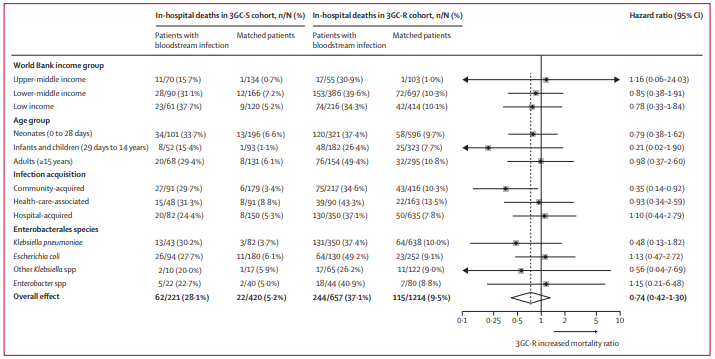 In-hospital deaths in 3GC-S cohort, n/N (%) In-hospital deaths in 3GC-R cohort, n/N (%) Hazard ratio (95% CI)
Patients with bloodstream infection Matched patients Patients with bloodstream infection Matched patients
World Bank income group
Upper-middle income 11/70 (15·7%) 1/134 (0·7%) 17/55 (30·9%) 1/103 (1·0%) 1·16 (0·06–24·03)
Lower-middle income 28/90 (31·1%) 12/166 (7·2%) 153/386 (39·6%) 72/697 (10·3%) 0·85 (0·38–1·91)
Low income 23/61 (37·7%) 9/120 (5·2%) 74/216 (34·3%) 42/414 (10·1%) 0·78 (0·33–1·84)
Age group
Neonates (0 to 28 days) 34/101 (33·7%) 13/196 (6·6%) 120/321 (37·4%) 58/596 (9·7%) 0·79 (0·38–1·62)
Infants and children (29 days to 14 years) 8/52 (15·4%) 1/93 (1·1%) 48/182 (26·4%) 25/323 (7·7%) 0·21 (0·02–1·90)
Adults (≥15 years) 20/68 (29·4%) 8/131 (6·1%) 76/154 (49·4%) 32/295 (10·8%) 0·98 (0·37–2·60)
Infection acquisition
Community-acquired 27/91 (29·7%) 6/179 (3·4%) 75/217 (34·6%) 43/416 (10·3%) 0·35 (0·14–0·92)
Health-care-associated 15/48 (31·3%) 8/91 (8·8%) 39/90 (43·3%) 22/163 (13·5%) 0·93 (0·34–2·59)
Hospital-acquired 20/82 (24·4%) 8/150 (5·3%) 130/350 (37·1%) 50/635 (7·8%) 1·10 (0·44–2·79)
Enterobacterales species
Klebsiella pneumoniae 13/43 (30·2%) 3/82 (3·7%) 131/350 (37·4%) 64/638 (10·0%) 0·48 (0·13–1·82)
Escherichia coli 26/94 (27·7%) 11/180 (6·1%) 64/130 (49·2%) 23/252 (9·1%) 1·13 (0·47–2·72)
Other Klebsiella spp 2/10 (20·0%) 1/17 (5·9%) 17/65 (26·2%) 11/122 (9·0%) 0·56 (0·04–7·69)
Enterobacter spp 5/22 (22·7%) 2/40 (5·0%) 18/44 (40·9%) 7/80 (8·8%) 1·15 (0·21–6·48)
Overall effect 62/221 (28·1%) 22/420 (5·2%) 244/657 (37·1%) 115/1214 (9·5%) 0·74 (0·42–1·30)
0·1 0·25 0·5 1 2 5 10
3GC-R increased mortality ratio